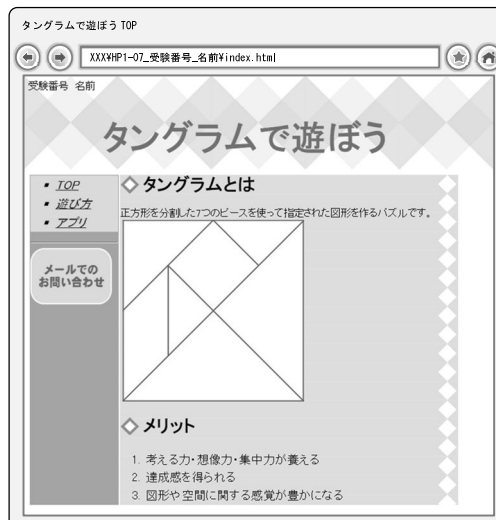 タングラムで遊ぼう TOP
XXX¥HP1-07_受験番号_名前¥index.html
受験番号 名前
タングラムで遊ぼう
▪ TOP
▪ 遊び方
▪ アプリ
メールでの
お問い合わせ
タングラムとは
正方形を分割した7つのピースを使って指定された図形を作るパズルです。
メリット
1. 考える力・想像力・集中力が養える
2. 達成感を得られる
3. 図形や空間に関する感覚が豊かになる